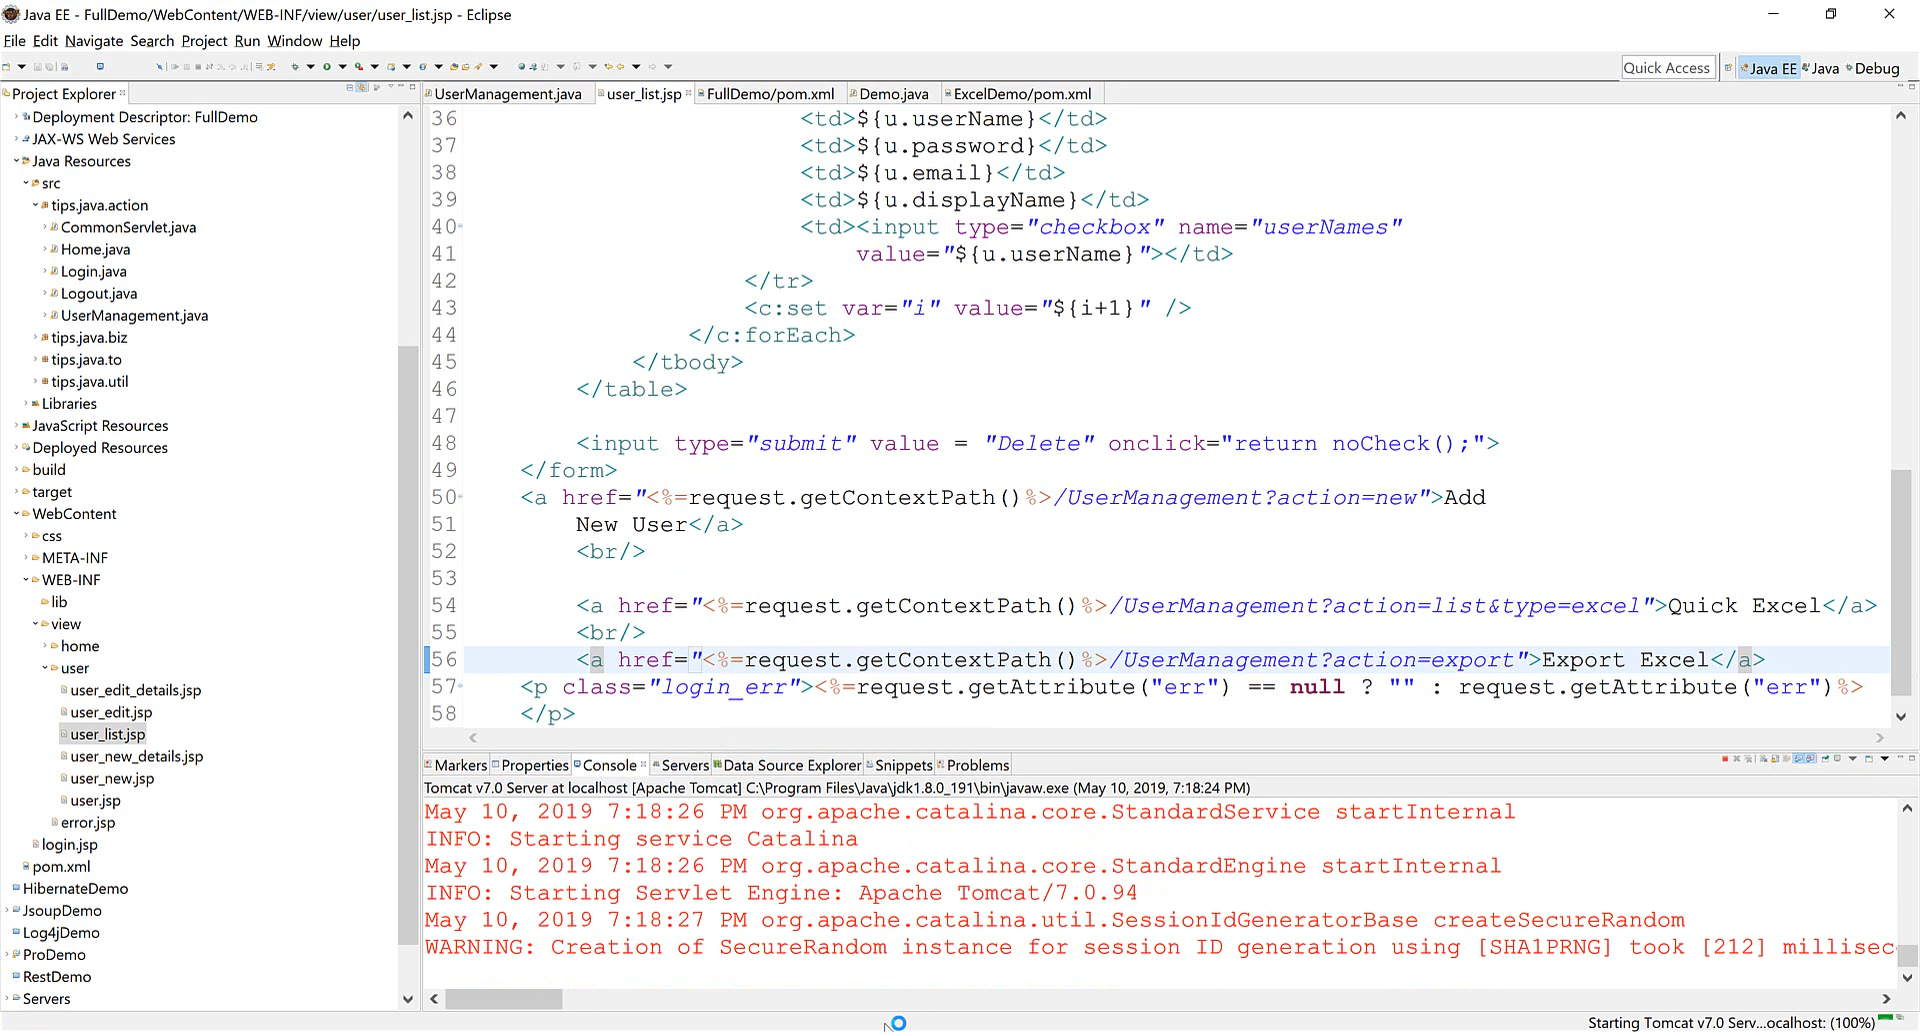 Java EE - FullDemo/WebContent/WEB-INF/view/user/user_list.jsp - Eclipse
File Edit Navigate Search Project Run Window Help
Quick Access
Java EE
Java
Debug
Project Explorer
UserManagement.java
user_list.jsp
FullDemo/pom.xml
Demo.java
ExcelDemo/pom.xml
Deployment Descriptor: FullDemo
JAX-WS Web Services
Java Resources
src
tips.java.action
CommonServlet.java
Home.java
Login.java
Logout.java
UserManagement.java
tips.java.biz
tips.java.to
tips.java.util
Libraries
JavaScript Resources
Deployed Resources
build
target
WebContent
css
META-INF
WEB-INF
lib
view
home
user
user_edit_details.jsp
user_edit.jsp
user_list.jsp
user_new_details.jsp
user_new.jsp
user.jsp
error.jsp
login.jsp
pom.xml
HibernateDemo
JsoupDemo
Log4jDemo
ProDemo
RestDemo
Servers
36 <td>${u.userName}</td>
37 <td>${u.password}</td>
38 <td>${u.email}</td>
39 <td>${u.displayName}</td>
40 <td><input type="checkbox" name="userNames"
41 value="${u.userName}"></td>
42 </tr>
43 <c:set var="i" value="${i+1}" />
44 </c:forEach>
45 </tbody>
46 </table>
47
48 <input type="submit" value = "Delete" onclick="return noCheck();">
49 </form>
50 <a href="<%=request.getContextPath()%>/UserManagement?action=new">Add
51 New User</a>
52 <br/>
53
54 <a href="<%=request.getContextPath()%>/UserManagement?action=list&type=excel">Quick Excel</a>
55 <br/>
56 <a href="<%=request.getContextPath()%>/UserManagement?action=export">Export Excel</a>
57 <p class="login_err"><%=request.getAttribute("err") == null ? "" : request.getAttribute("err")%>
58 </p>
Markers
Properties
Console
Servers
Data Source Explorer
Snippets
Problems
Tomcat v7.0 Server at localhost [Apache Tomcat] C:\Program Files\Java\jdk1.8.0_191\bin\javaw.exe (May 10, 2019, 7:18:24 PM)
May 10, 2019 7:18:26 PM org.apache.catalina.core.StandardService startInternal
INFO: Starting service Catalina
May 10, 2019 7:18:26 PM org.apache.catalina.core.StandardEngine startInternal
INFO: Starting Servlet Engine: Apache Tomcat/7.0.94
May 10, 2019 7:18:27 PM org.apache.catalina.util.SessionIdGeneratorBase createSecureRandom
WARNING: Creation of SecureRandom instance for session ID generation using [SHA1PRNG] took [212] millisec
Starting Tomcat v7.0 Serv...ocalhost: (100%)